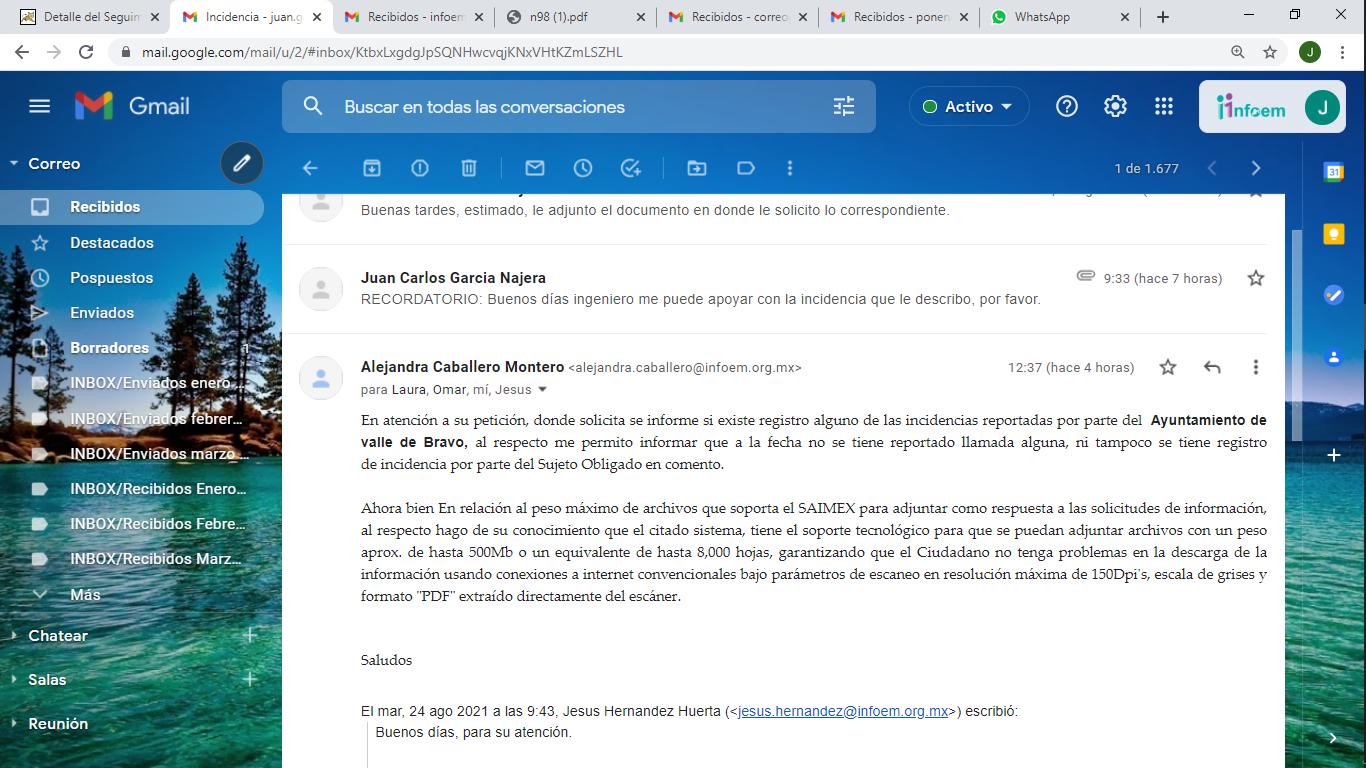 Detalle del Seguim
Incidencia - juan.g
Recibidos - infoem
n98 (1).pdf
Recibidos - correo
Recibidos - ponen
WhatsApp
mail.google.com/mail/u/2/#inbox/KtbxLxgdgJpSQNHwcvqjKNxVHtKZmLSZHL
J
Gmail
Buscar en todas las conversaciones
Activo
infoem
J
Correo
1 de 1.677
Recibidos
Destacados
Pospuestos
Enviados
Borradores 1
INBOX/Enviados enero ...
INBOX/Enviados febrer...
INBOX/Enviados marzo ...
INBOX/Recibidos Enero...
INBOX/Recibidos Febre...
INBOX/Recibidos Marz...
Más
Chatear
Salas
Reunión
Buenas tardes, estimado, le adjunto el documento en donde le solicito lo correspondiente.
Juan Carlos Garcia Najera
9:33 (hace 7 horas)
RECORDATORIO: Buenos días ingeniero me puede apoyar con la incidencia que le describo, por favor.
Alejandra Caballero Montero <alejandra.caballero@infoem.org.mx>
12:37 (hace 4 horas)
para Laura, Omar, mí, Jesus
En atención a su petición, donde solicita se informe si existe registro alguno de las incidencias reportadas por parte del Ayuntamiento de
valle de Bravo, al respecto me permito informar que a la fecha no se tiene reportado llamada alguna, ni tampoco se tiene registro
de incidencia por parte del Sujeto Obligado en comento.
Ahora bien En relación al peso máximo de archivos que soporta el SAIMEX para adjuntar como respuesta a las solicitudes de información,
al respecto hago de su conocimiento que el citado sistema, tiene el soporte tecnológico para que se puedan adjuntar archivos con un peso
aprox. de hasta 500Mb o un equivalente de hasta 8,000 hojas, garantizando que el Ciudadano no tenga problemas en la descarga de la
información usando conexiones a internet convencionales bajo parámetros de escaneo en resolución máxima de 150Dpi's, escala de grises y
formato "PDF" extraído directamente del escáner.
Saludos
El mar, 24 ago 2021 a las 9:43, Jesus Hernandez Huerta (<jesus.hernandez@infoem.org.mx>) escribió:
Buenos días, para su atención.
31